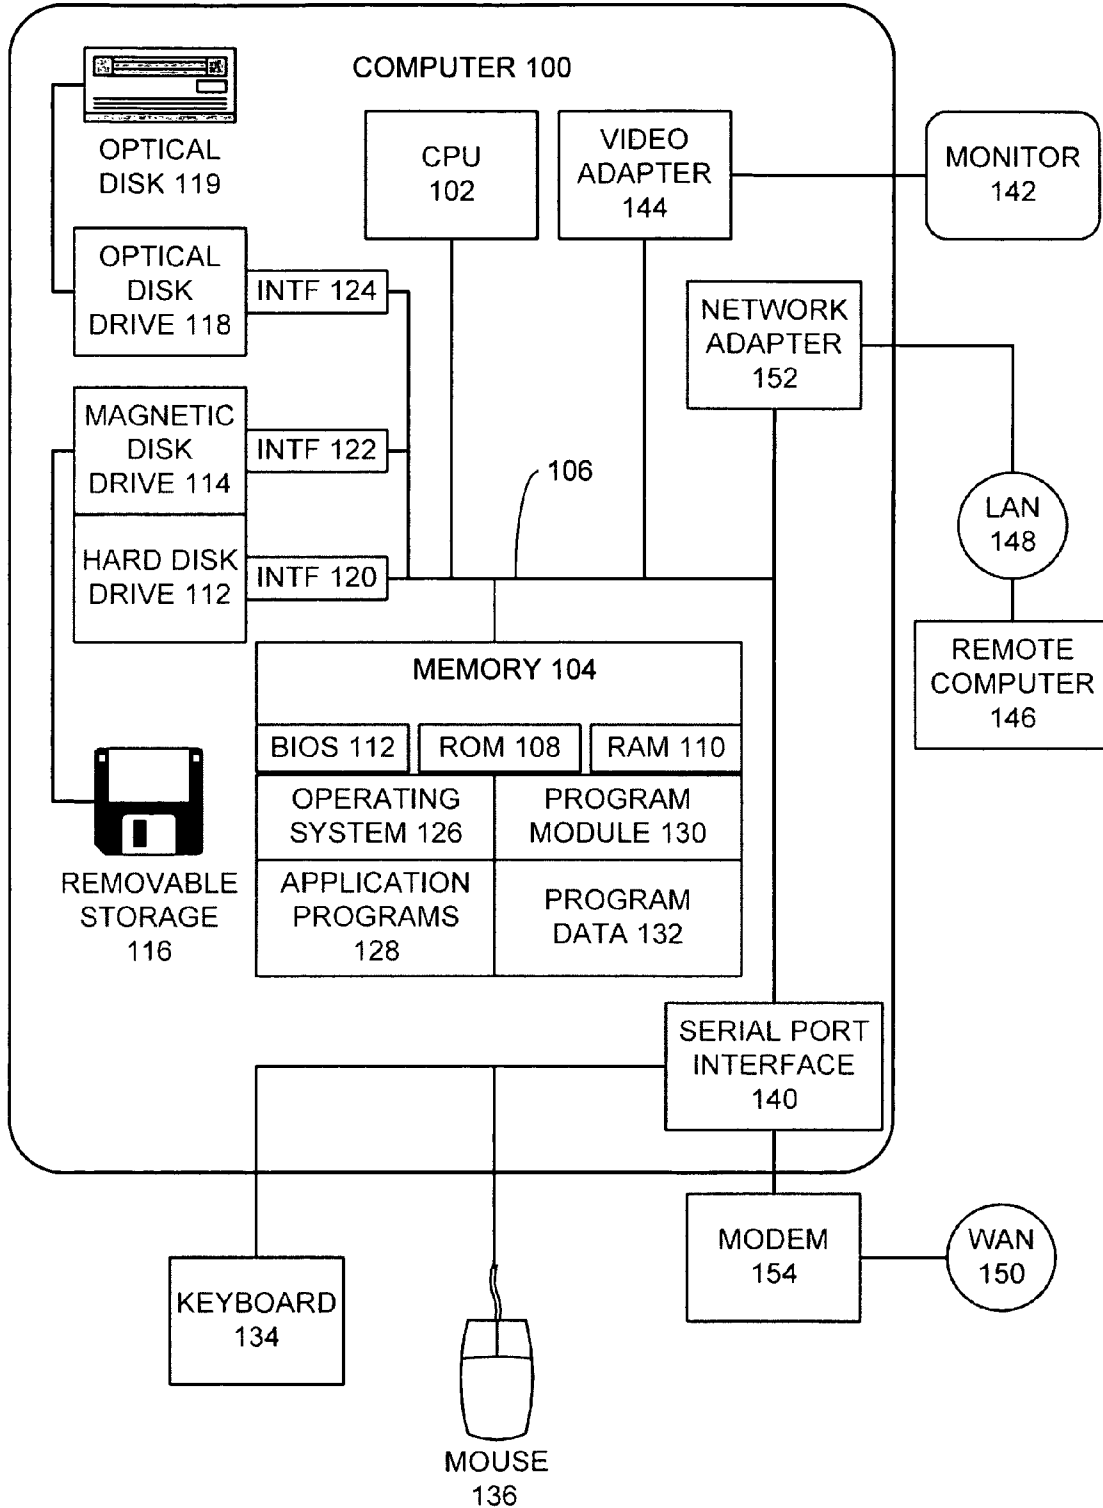 COMPUTER 100
OPTICAL
DISK 119
CPU
102
VIDEO
ADAPTER
144
MONITOR
142
OPTICAL
DISK
DRIVE 118
INTF 124
NETWORK
ADAPTER
152
MAGNETIC
DISK
DRIVE 114
INTF 122
106
LAN
148
HARD DISK
DRIVE 112
INTF 120
REMOTE
COMPUTER
146
MEMORY 104
BIOS 112
ROM 108
RAM 110
OPERATING
SYSTEM 126
PROGRAM
MODULE 130
APPLICATION
PROGRAMS
128
PROGRAM
DATA 132
REMOVABLE
STORAGE
116
SERIAL PORT
INTERFACE
140
MODEM
154
WAN
150
KEYBOARD
134
MOUSE
136